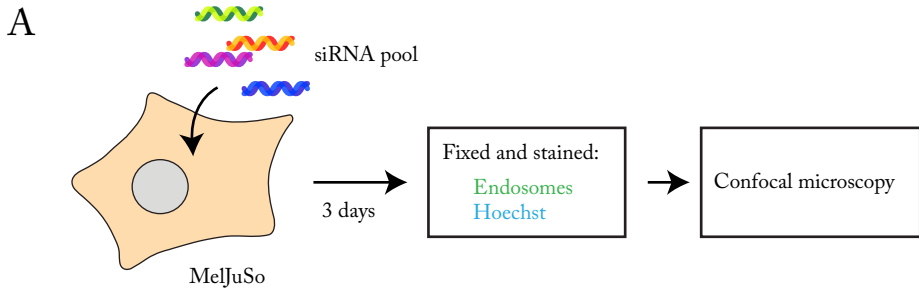 A
siRNA pool
MelJuSo
3 days
Fixed and stained:
Endosomes
Hoechst
Confocal microscopy